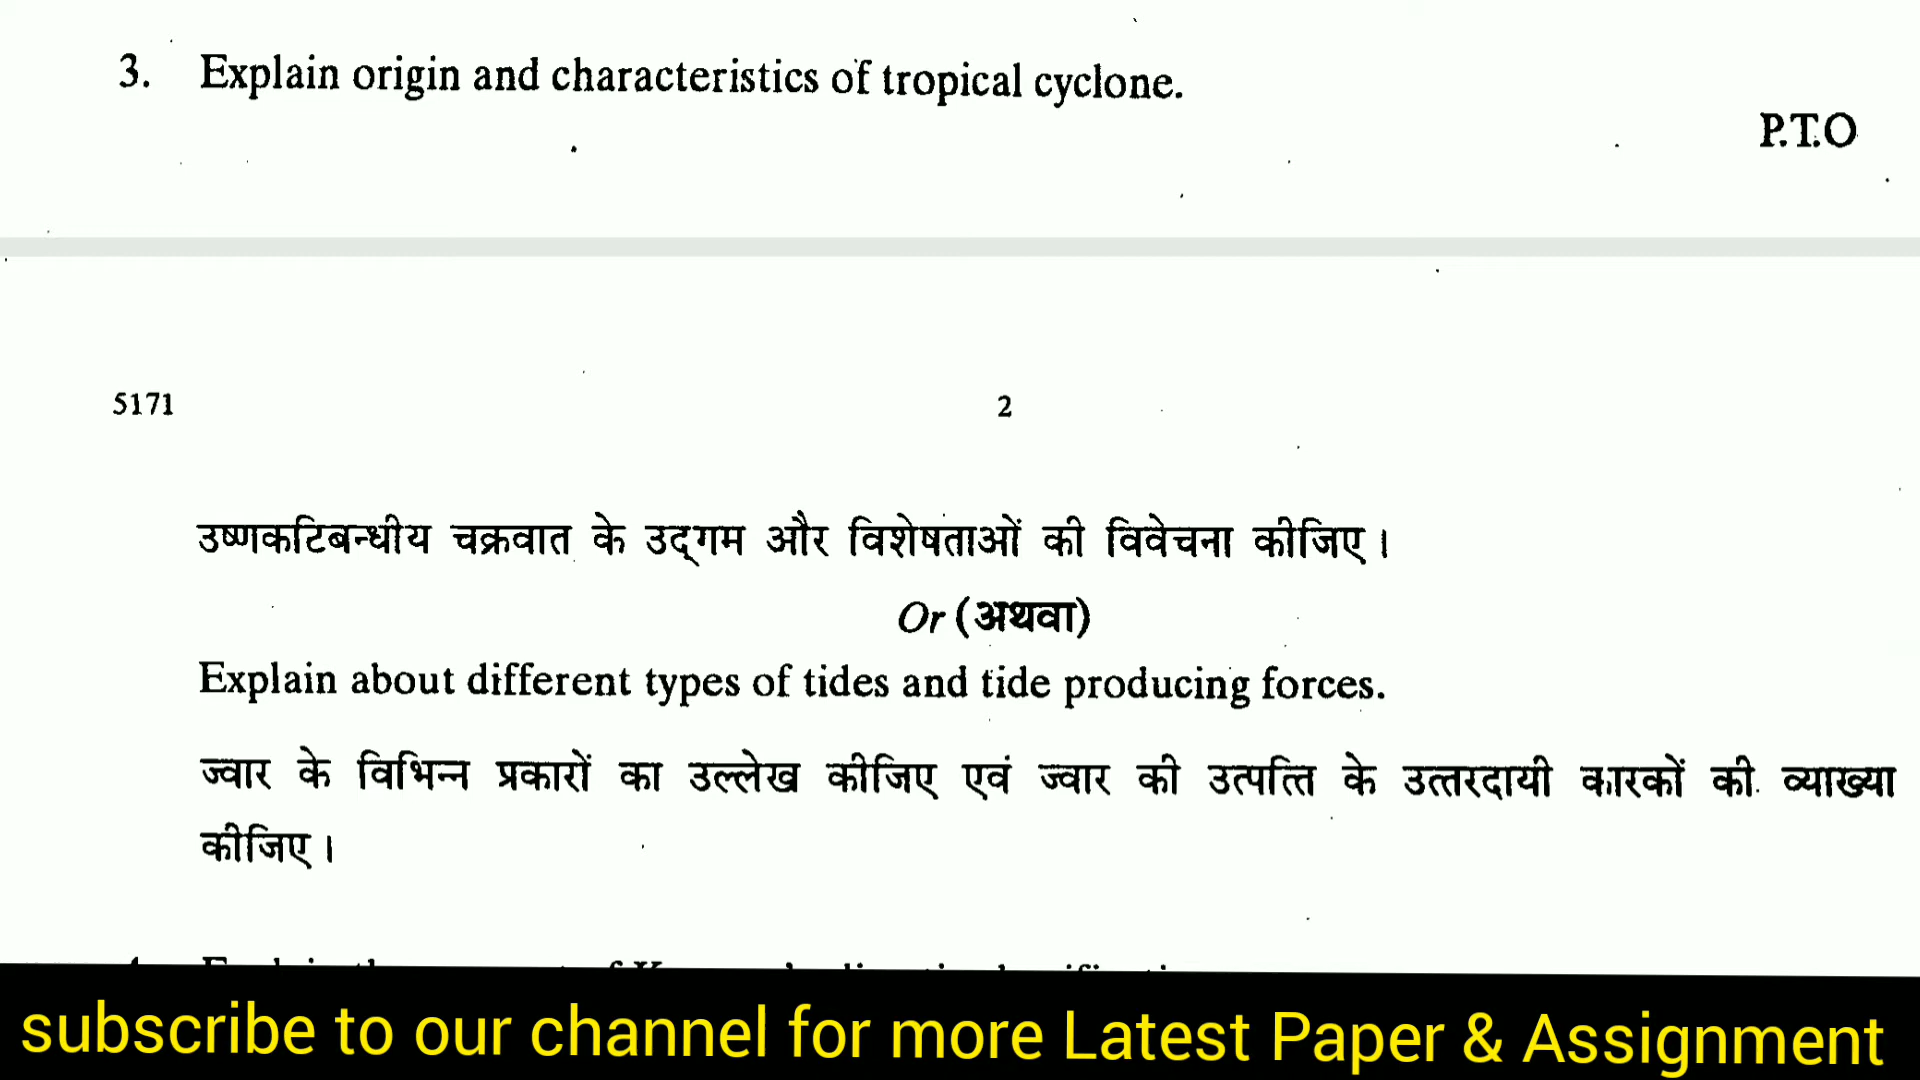 3. Explain origin and characteristics of tropical cyclone.
P.T.O
5171 2
उष्णकटिबन्धीय चक्रवात के उद्गम और विशेषताओं की विवेचना कीजिए।
Or (अथवा)
Explain about different types of tides and tide producing forces.
ज्वार के विभिन्न प्रकारों का उल्लेख कीजिए एवं ज्वार की उत्पत्ति के उत्तरदायी कारकों की व्याख्या
कीजिए।
subscribe to our channel for more Latest Paper & Assignment